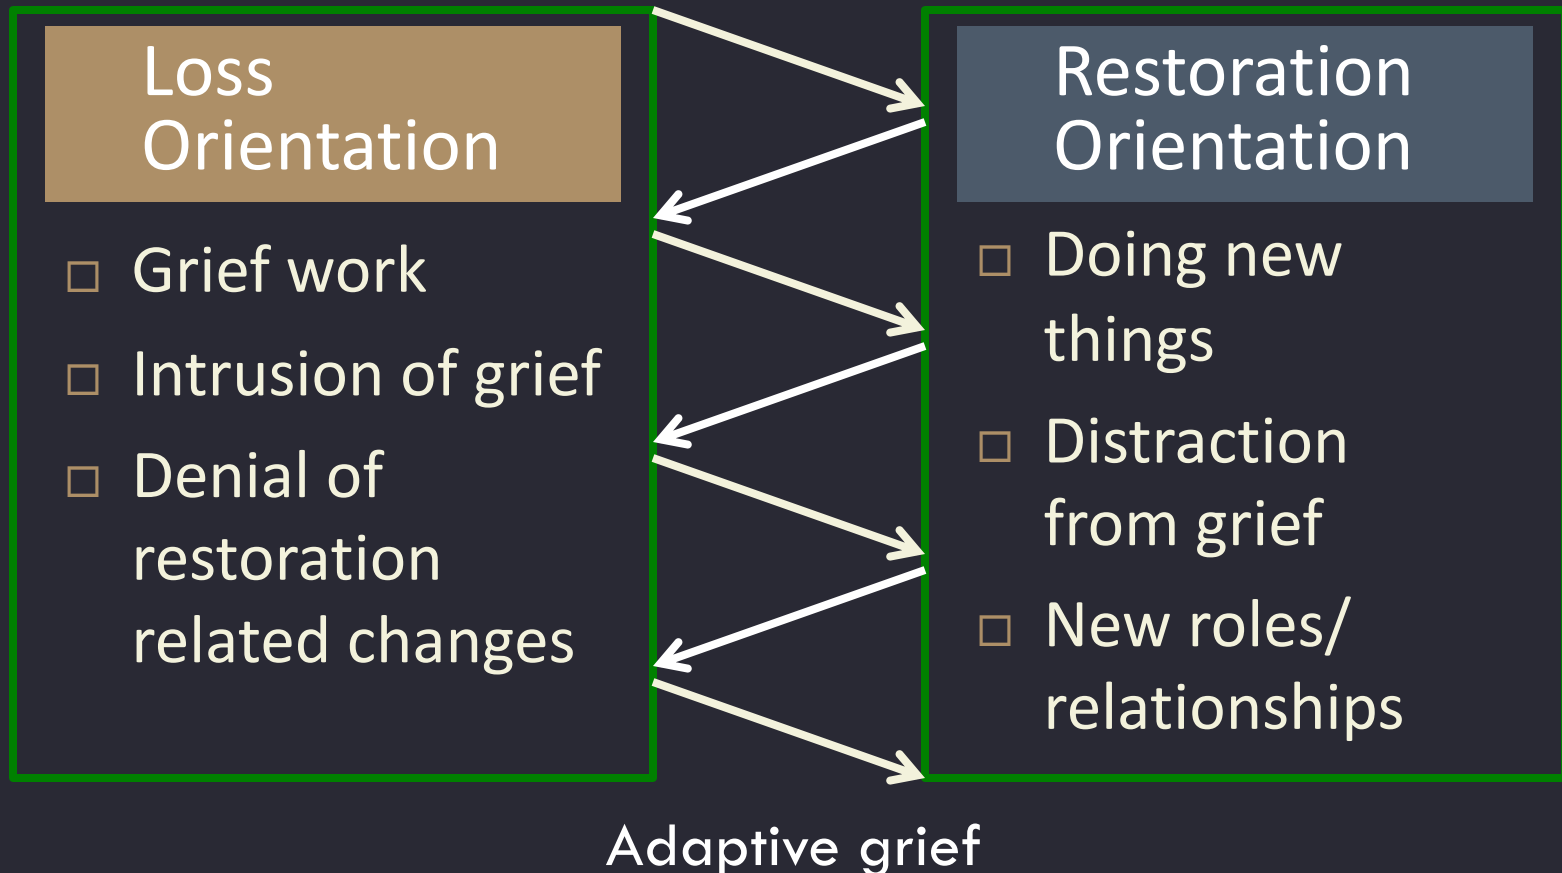 Loss
Orientation
Grief work
Intrusion of grief
Denial of
restoration
related changes
Restoration
Orientation
Doing new
things
Distraction
from grief
New roles/
relationships
Adaptive grief